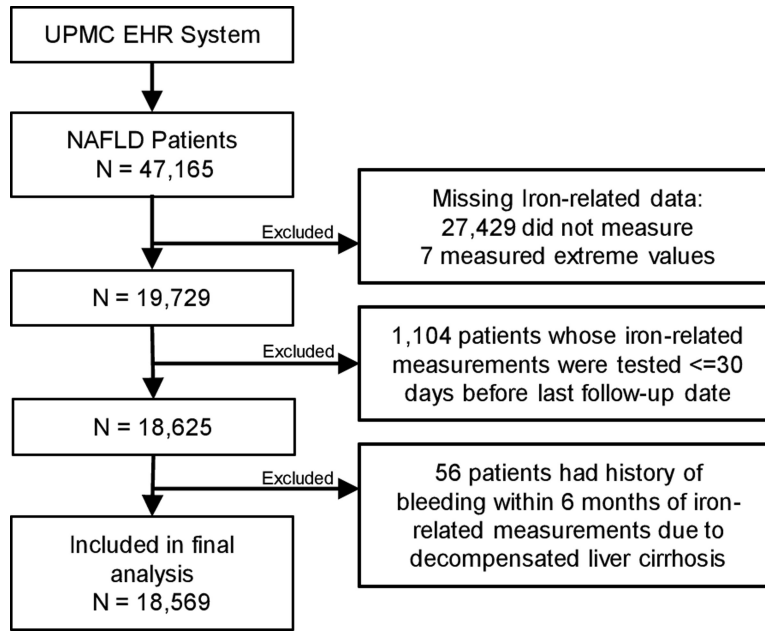 UPMC EHR System
NAFLD Patients
N = 47,165
Excluded
Missing Iron-related data:
27,429 did not measure
7 measured extreme values
N = 19,729
Excluded
1,104 patients whose iron-related
measurements were tested <=30
days before last follow-up date
N = 18,625
Excluded
56 patients had history of
bleeding within 6 months of iron-
related measurements due to
decompensated liver cirrhosis
Included in final
analysis
N = 18,569